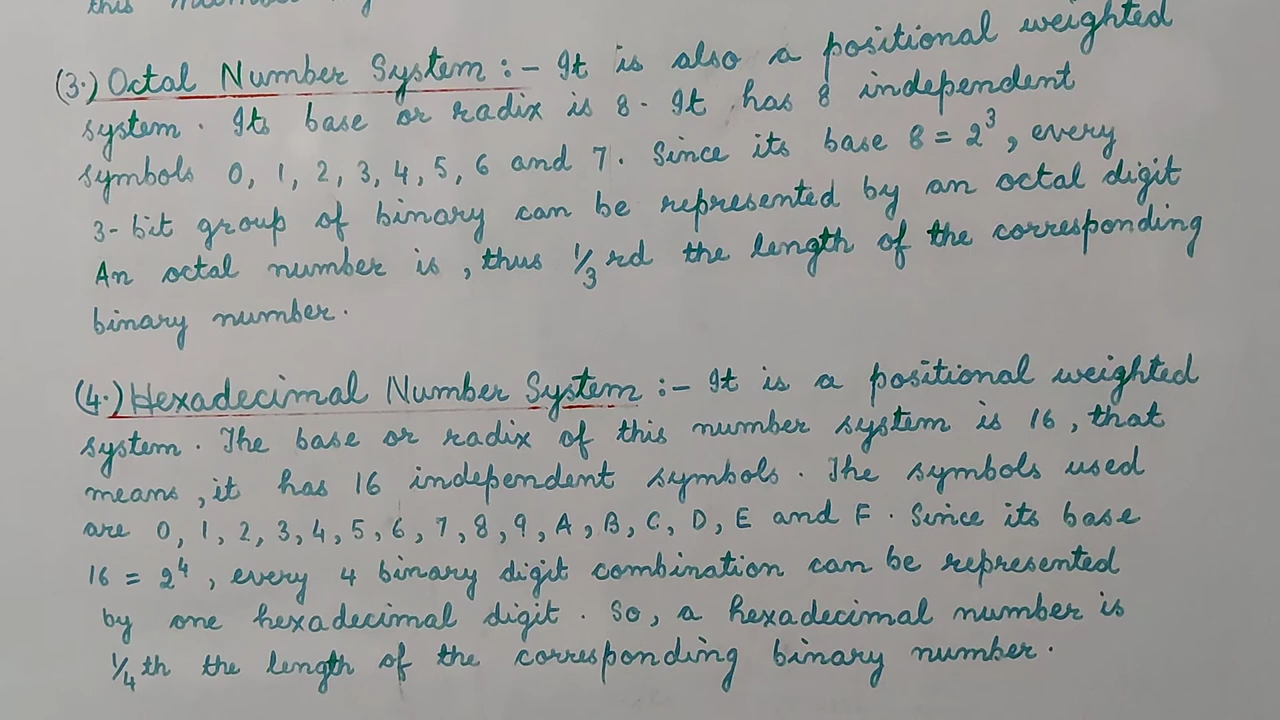 this number
(3.) Octal Number System :- It is also a positional weighted
system. Its base or radix is 8. It has 8 independent
symbols 0, 1, 2, 3, 4, 5, 6 and 7. Since its base 8 = 2³, every
3-bit group of binary can be represented by an octal digit
An octal number is, thus 1/3 rd the length of the corresponding
binary number.
(4.) Hexadecimal Number System :- It is a positional weighted
system. The base or radix of this number system is 16, that
means, it has 16 independent symbols. The symbols used
are 0, 1, 2, 3, 4, 5, 6, 7, 8, 9, A, B, C, D, E and F. Since its base
16 = 2⁴, every 4 binary digit combination can be represented
by one hexadecimal digit. So, a hexadecimal number is
1/4 th the length of the corresponding binary number.